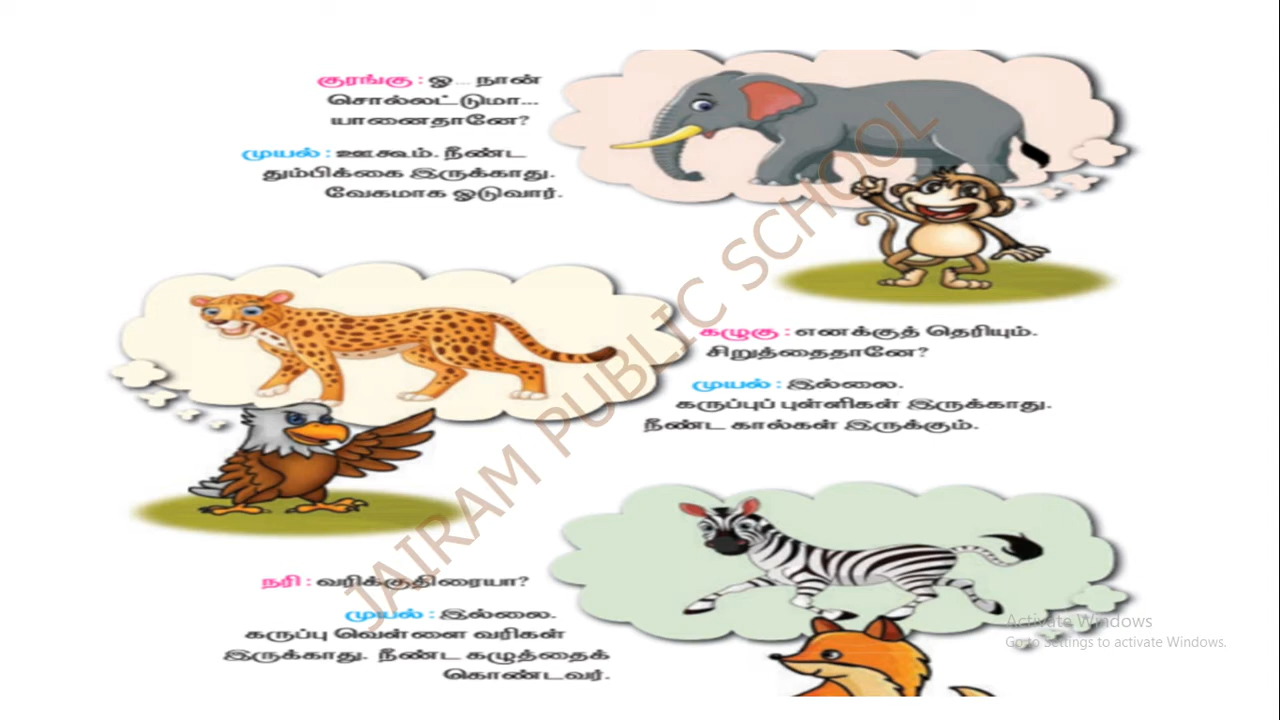 குரங்கு : ஓ... நான்
சொல்லட்டுமா...
யானைதானே?
முயல் : ஊகூம். நீண்ட
தும்பிக்கை இருக்காது.
வேகமாக ஓடுவார்.
கழுகு : எனக்குத் தெரியும்.
சிறுத்தைதானே?
முயல் : இல்லை.
கருப்புப் புள்ளிகள் இருக்காது.
நீண்ட கால்கள் இருக்கும்.
நரி : வரிக்குதிரையா?
முயல் : இல்லை.
கருப்பு வெள்ளை வரிகள்
இருக்காது. நீண்ட கழுத்தைக்
கொண்டவர்.
JAIRAM PUBLIC SCHOOL
Activate Windows
Go to Settings to activate Windows.